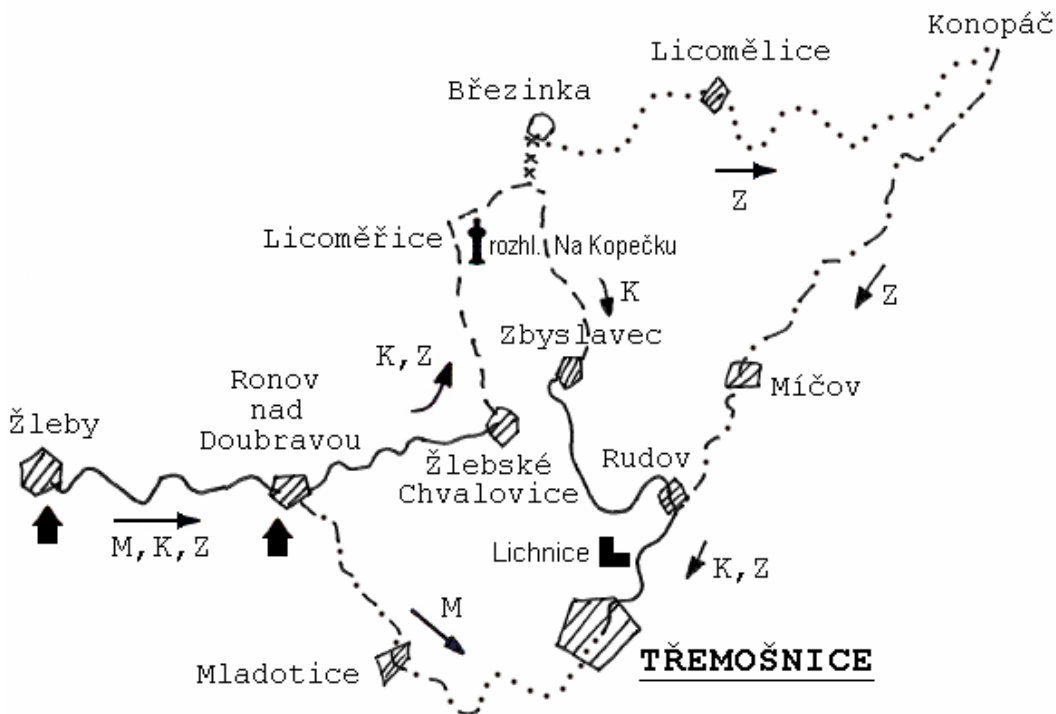 Konopáč
Licomělice
Březinka
Z
Licoměřice
rozhl. Na Kopečku
K
Z
Zbyslavec
K,Z
Míčov
Ronov
nad
Doubravou
Žleby
Žlebské
Chvalovice
Rudov
M,K,Z
Lichnice
K,Z
M
Mladotice
TŘEMOŠNICE